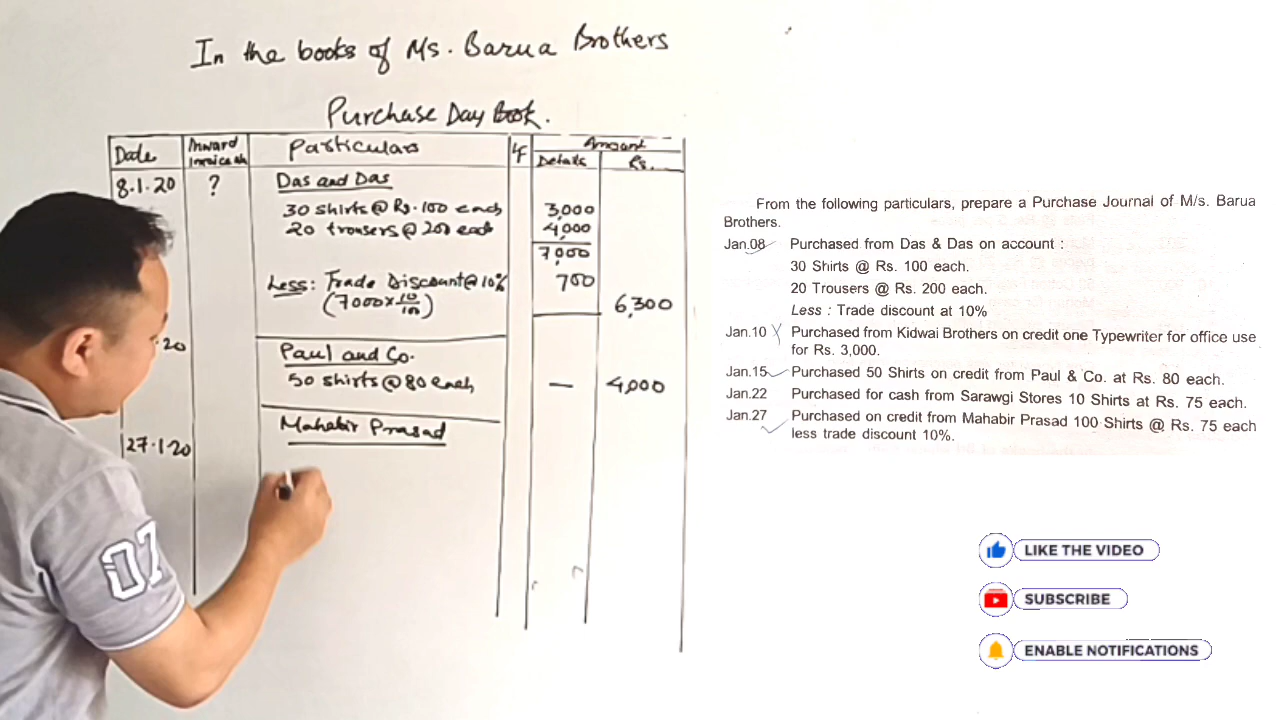 In the books of Ms. Barua Brothers
Purchase Day Book.
Date
Inward
Particulars
LF
Amount
Details
Rs.
8.1.20
?
Das and Das
30 shirts @ Rs. 100 each
3,000
20 trousers @ 200 each
4,000
7,000
Less: Trade Discount @ 10%
700
(7000 x 10/100)
6,300
.20
Paul and Co.
50 shirts @ 80 each
—
4,000
27.1.20
Mahabir Prasad
From the following particulars, prepare a Purchase Journal of M/s. Barua
Brothers.
Jan.08 Purchased from Das & Das on account :
30 Shirts @ Rs. 100 each.
20 Trousers @ Rs. 200 each.
Less : Trade discount at 10%
Jan.10 Purchased from Kidwai Brothers on credit one Typewriter for office use
for Rs. 3,000.
Jan.15 Purchased 50 Shirts on credit from Paul & Co. at Rs. 80 each.
Jan.22 Purchased for cash from Sarawgi Stores 10 Shirts at Rs. 75 each.
Jan.27 Purchased on credit from Mahabir Prasad 100 Shirts @ Rs. 75 each
less trade discount 10%.
07
LIKE THE VIDEO
SUBSCRIBE
ENABLE NOTIFICATIONS